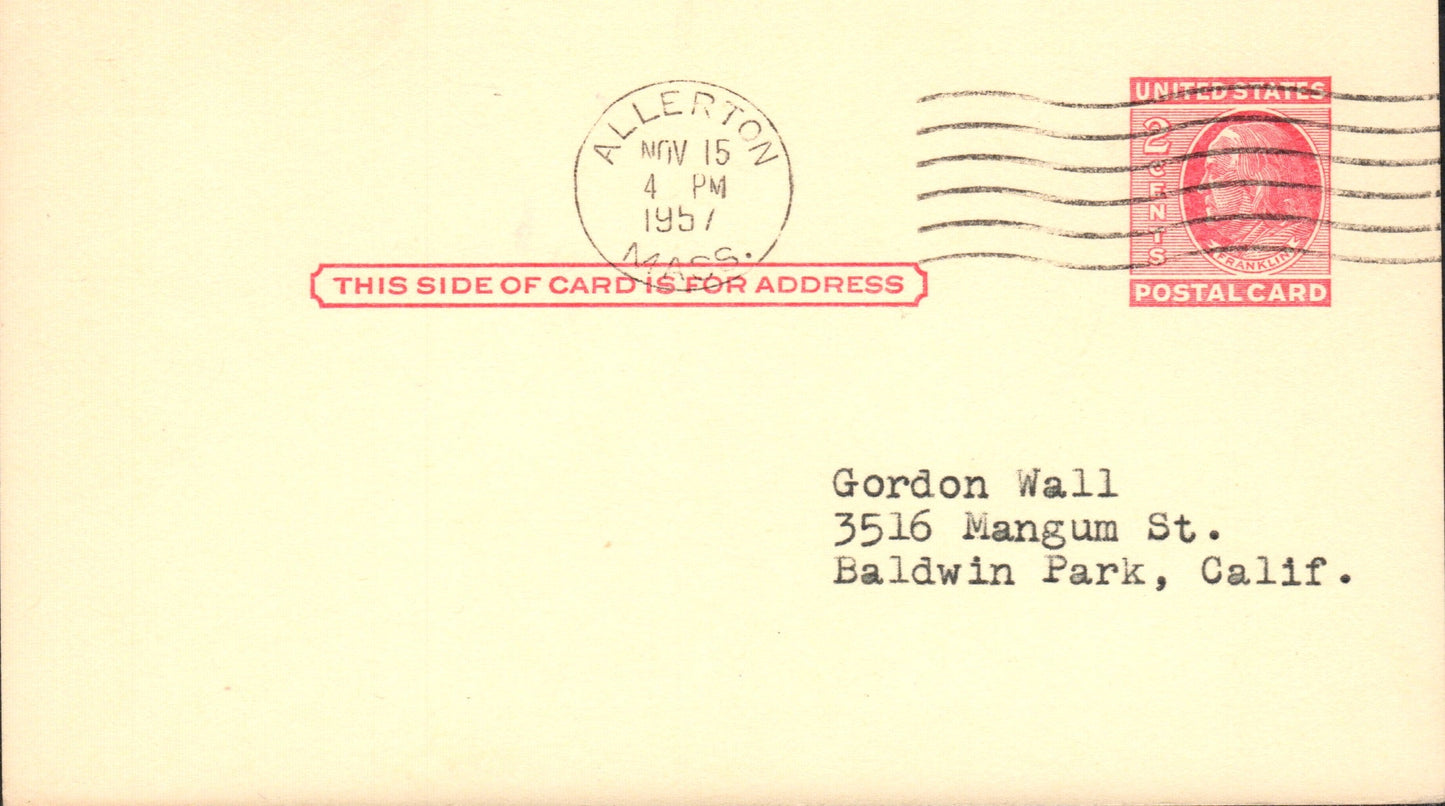 ALLERTON
NOV 15
4 PM
1957
MASS.
UNITED STATES
2 CENTS
FRANKLIN
POSTAL CARD
THIS SIDE OF CARD IS FOR ADDRESS
Gordon Wall
3516 Mangum St.
Baldwin Park, Calif.